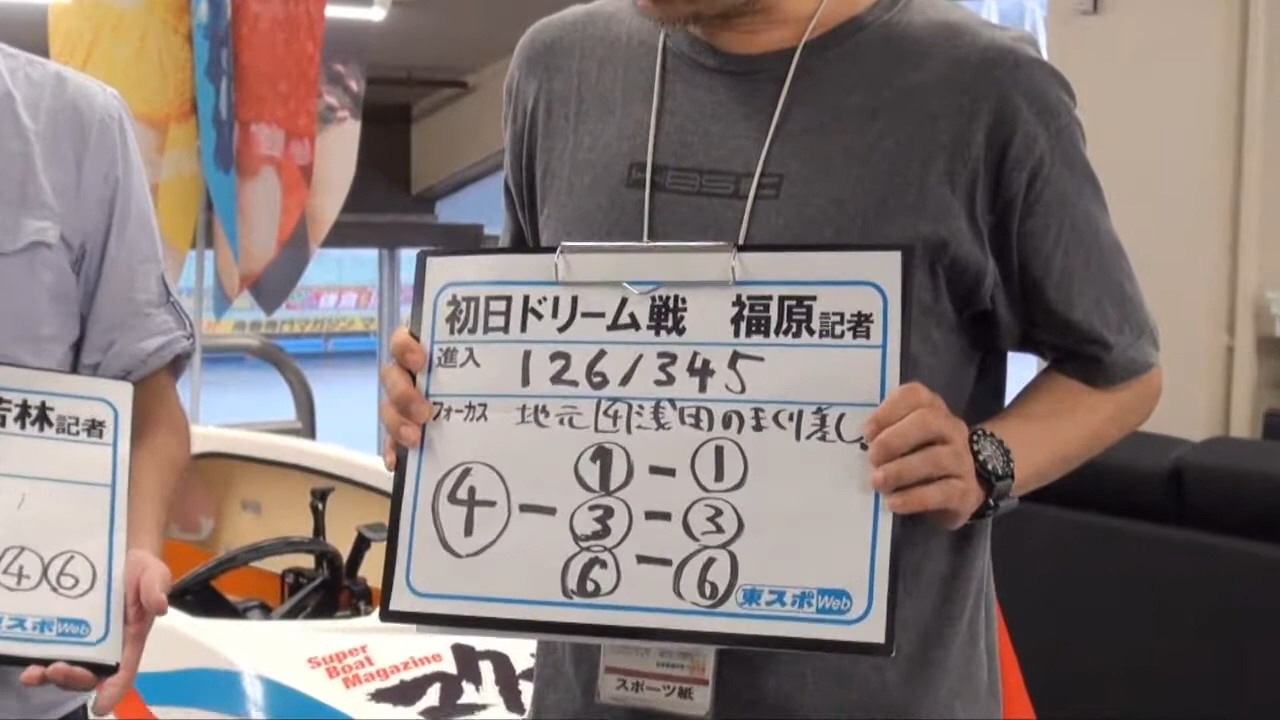 初日ドリーム戦 福原記者
進入 126/345
フォーカス 地元4浅田のまくり差し。
④-①-①
③-③
⑥-⑥
東スポWeb
林記者
④⑥
スポWeb
Super
Boat
Magazine
スポーツ紙